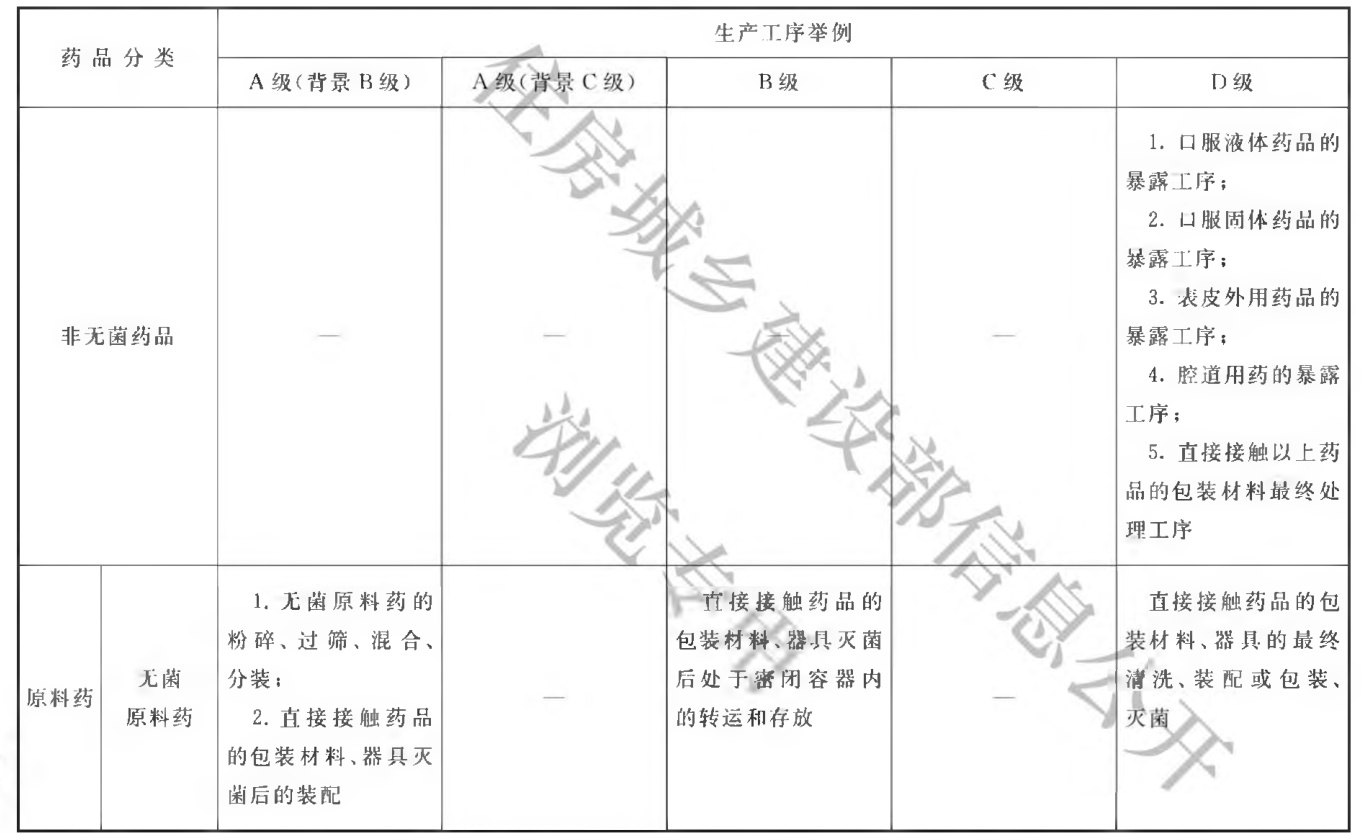 药品分类
生产工序举例
A级(背景B级)
A级(背景C级)
B级
C级
D级
非无菌药品
—
—
—
—
1. 口服液体药品的
暴露工序;
2. 口服固体药品的
暴露工序;
3. 表皮外用药品的
暴露工序;
4. 腔道用药的暴露
工序;
5. 直接接触以上药
品的包装材料最终处
理工序
原料药
无菌
原料药
1. 无菌原料药的
粉碎、过筛、混合、
分装;
2. 直接接触药品
的包装材料、器具灭
菌后的装配
—
直接接触药品的
包装材料、器具灭菌
后处于密闭容器内
的转运和存放
—
直接接触药品的包
装材料、器具的最终
清洗、装配或包装、
灭菌
住房城乡建设部信息公开
浏览专用